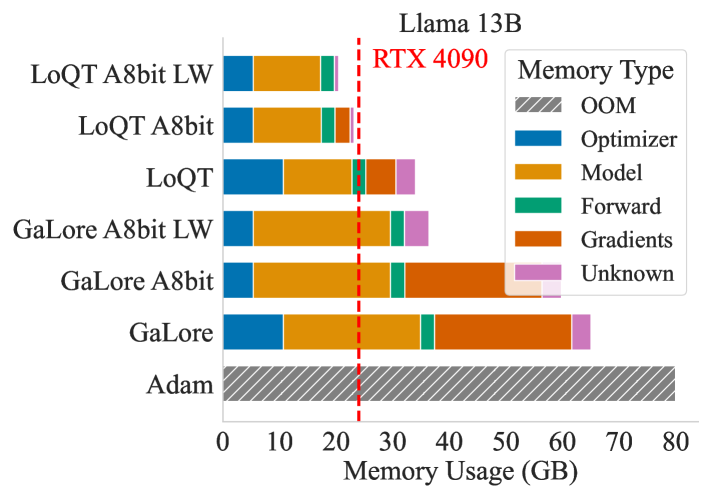 Llama 13B
RTX 4090
LoQT A8bit LW
LoQT A8bit
LoQT
GaLore A8bit LW
GaLore A8bit
GaLore
Adam
Memory Type
OOM
Optimizer
Model
Forward
Gradients
Unknown
0 10 20 30 40 50 60 70 80
Memory Usage (GB)